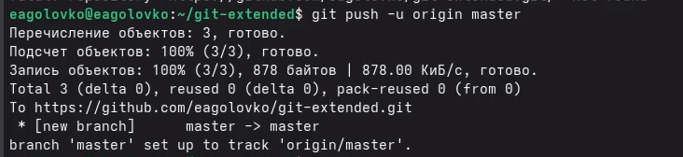 eagolovko@eagolovko:~/git-extended$ git push -u origin master
Перечисление объектов: 3, готово.
Подсчет объектов: 100% (3/3), готово.
Запись объектов: 100% (3/3), 878 байтов | 878.00 КиБ/с, готово.
Total 3 (delta 0), reused 0 (delta 0), pack-reused 0 (from 0)
To https://github.com/eagolovko/git-extended.git
 * [new branch]      master -> master
branch 'master' set up to track 'origin/master'.